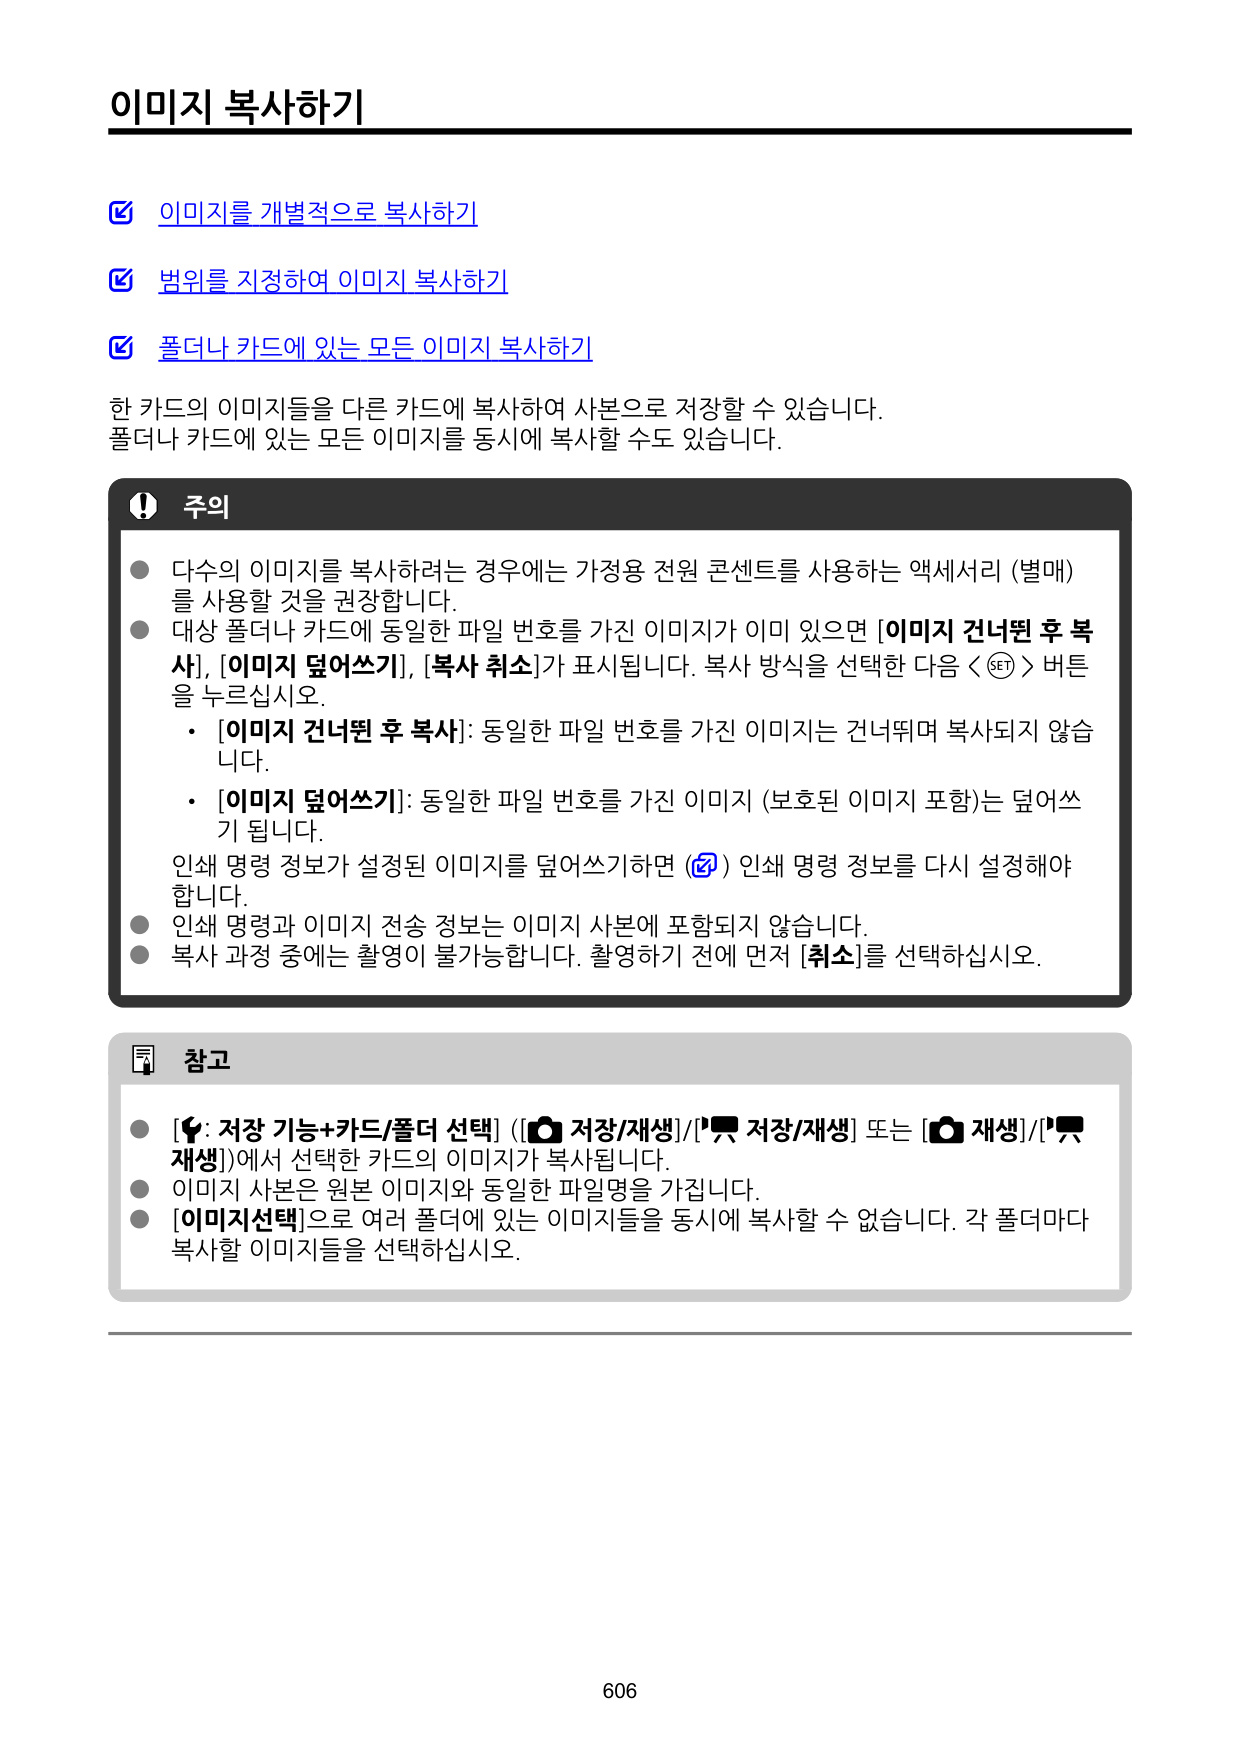 이미지 복사하기
이미지를 개별적으로 복사하기
범위를 지정하여 이미지 복사하기
폴더나 카드에 있는 모든 이미지 복사하기
한 카드의 이미지들을 다른 카드에 복사하여 사본으로 저장할 수 있습니다.
폴더나 카드에 있는 모든 이미지를 동시에 복사할 수도 있습니다.
주의
● 다수의 이미지를 복사하려는 경우에는 가정용 전원 콘센트를 사용하는 액세서리 (별매)
를 사용할 것을 권장합니다.
● 대상 폴더나 카드에 동일한 파일 번호를 가진 이미지가 이미 있으면 [이미지 건너뛴 후 복
사], [이미지 덮어쓰기], [복사 취소]가 표시됩니다. 복사 방식을 선택한 다음 < SET > 버튼
을 누르십시오.
• [이미지 건너뛴 후 복사]: 동일한 파일 번호를 가진 이미지는 건너뛰며 복사되지 않습
니다.
• [이미지 덮어쓰기]: 동일한 파일 번호를 가진 이미지 (보호된 이미지 포함)는 덮어쓰
기 됩니다.
인쇄 명령 정보가 설정된 이미지를 덮어쓰기하면 ( ) 인쇄 명령 정보를 다시 설정해야
합니다.
● 인쇄 명령과 이미지 전송 정보는 이미지 사본에 포함되지 않습니다.
● 복사 과정 중에는 촬영이 불가능합니다. 촬영하기 전에 먼저 [취소]를 선택하십시오.
참고
● [ : 저장 기능+카드/폴더 선택] ([ 저장/재생]/[ 저장/재생] 또는 [ 재생]/[
재생])에서 선택한 카드의 이미지가 복사됩니다.
● 이미지 사본은 원본 이미지와 동일한 파일명을 가집니다.
● [이미지선택]으로 여러 폴더에 있는 이미지들을 동시에 복사할 수 없습니다. 각 폴더마다
복사할 이미지들을 선택하십시오.
606